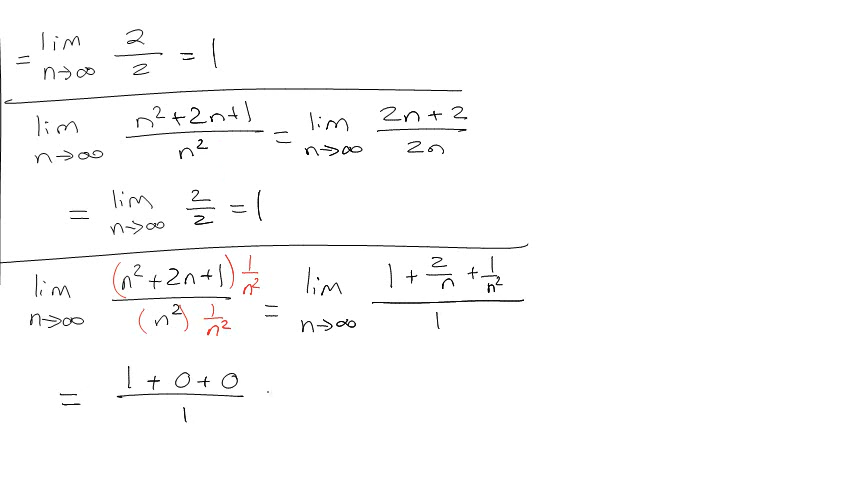 = lim n→∞ 2/2 = 1
lim n→∞ (n²+2n+1)/n² = lim n→∞ (2n+2)/2n
= lim n→∞ 2/2 = 1
lim n→∞ (n²+2n+1) 1/n² / (n²) 1/n² = lim n→∞ (1 + 2/n + 1/n²)/1
= (1+0+0)/1